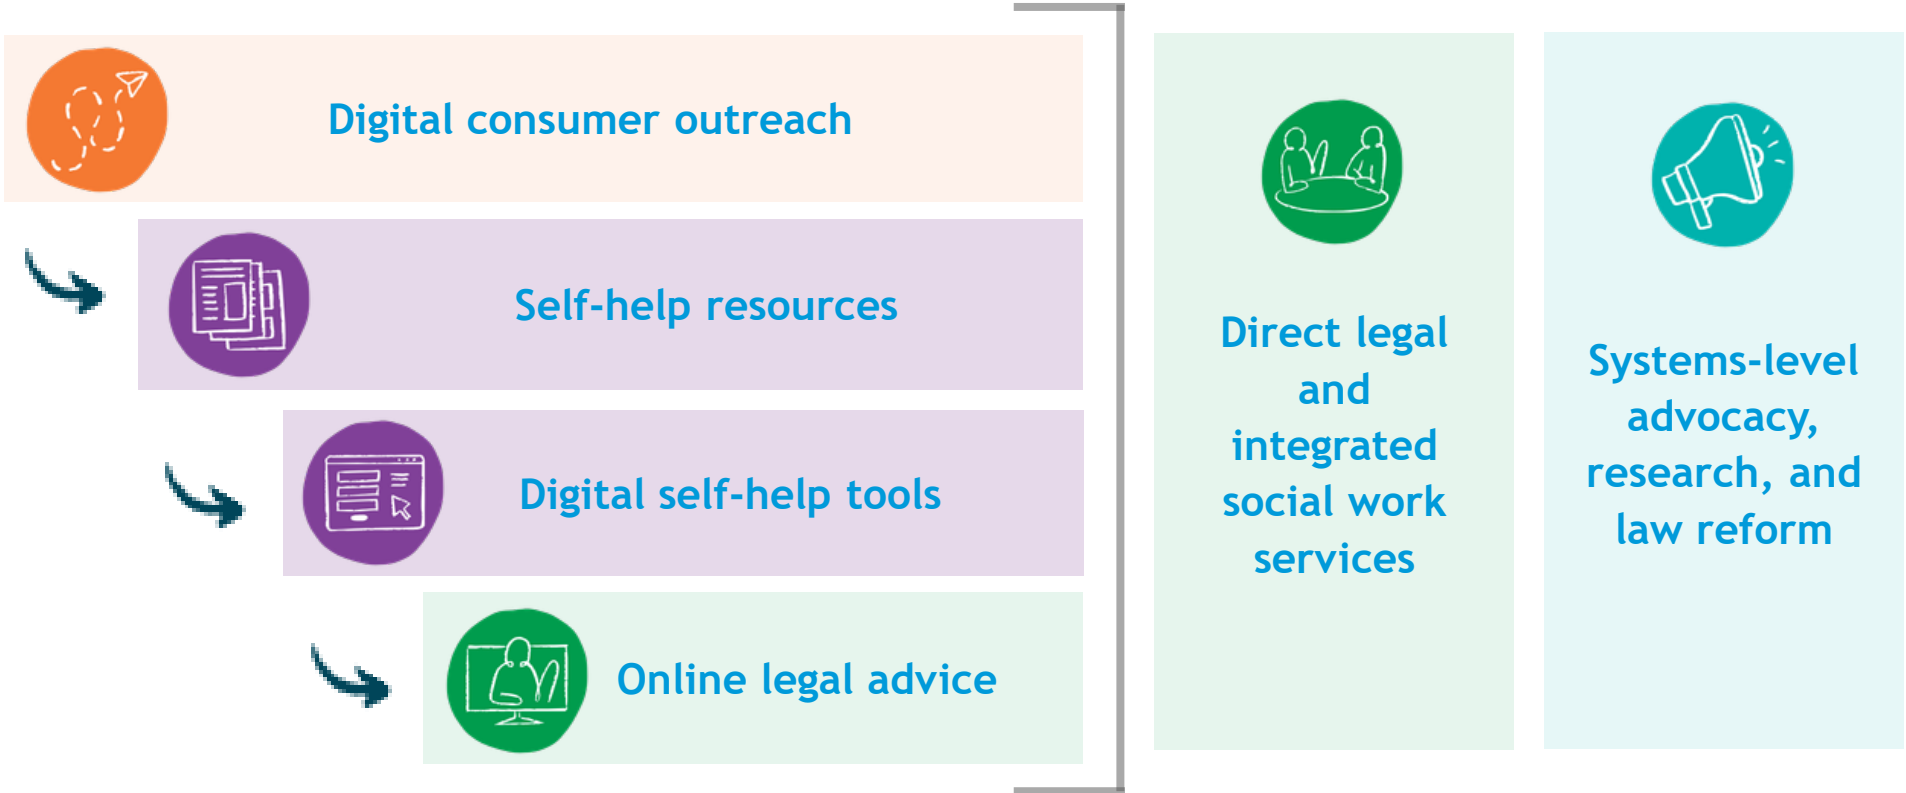 Digital consumer outreach
Self-help resources
Digital self-help tools
Online legal advice
Direct legal
and
integrated
social work
services
Systems-level
advocacy,
research, and
law reform